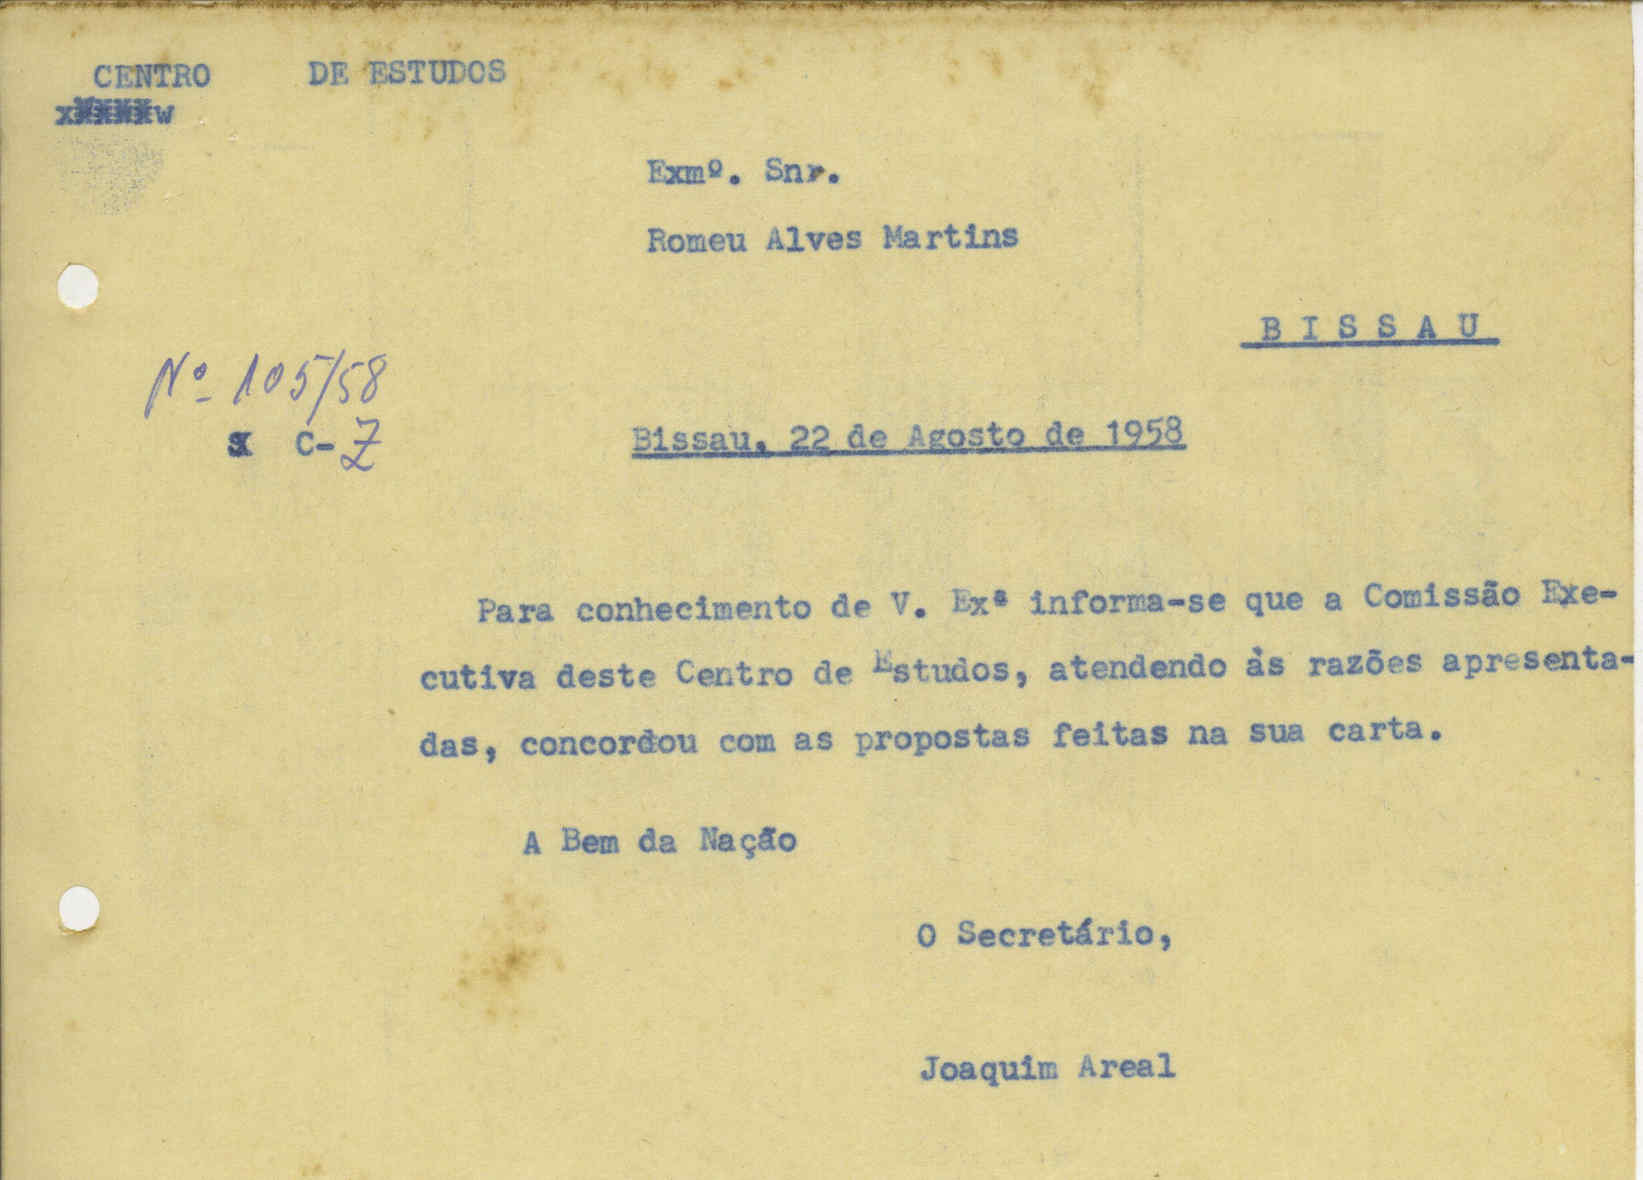 CENTRO DE ESTUDOS
Exmº. Snr.
Romeu Alves Martins
B I S S A U
Nº 105/58
C-Z
Bissau, 22 de Agosto de 1958
Para conhecimento de V. Exª informa-se que a Comissão Exe-
cutiva deste Centro de Estudos, atendendo às razões apresenta-
das, concordou com as propostas feitas na sua carta.
A Bem da Nação
O Secretário,
Joaquim Areal